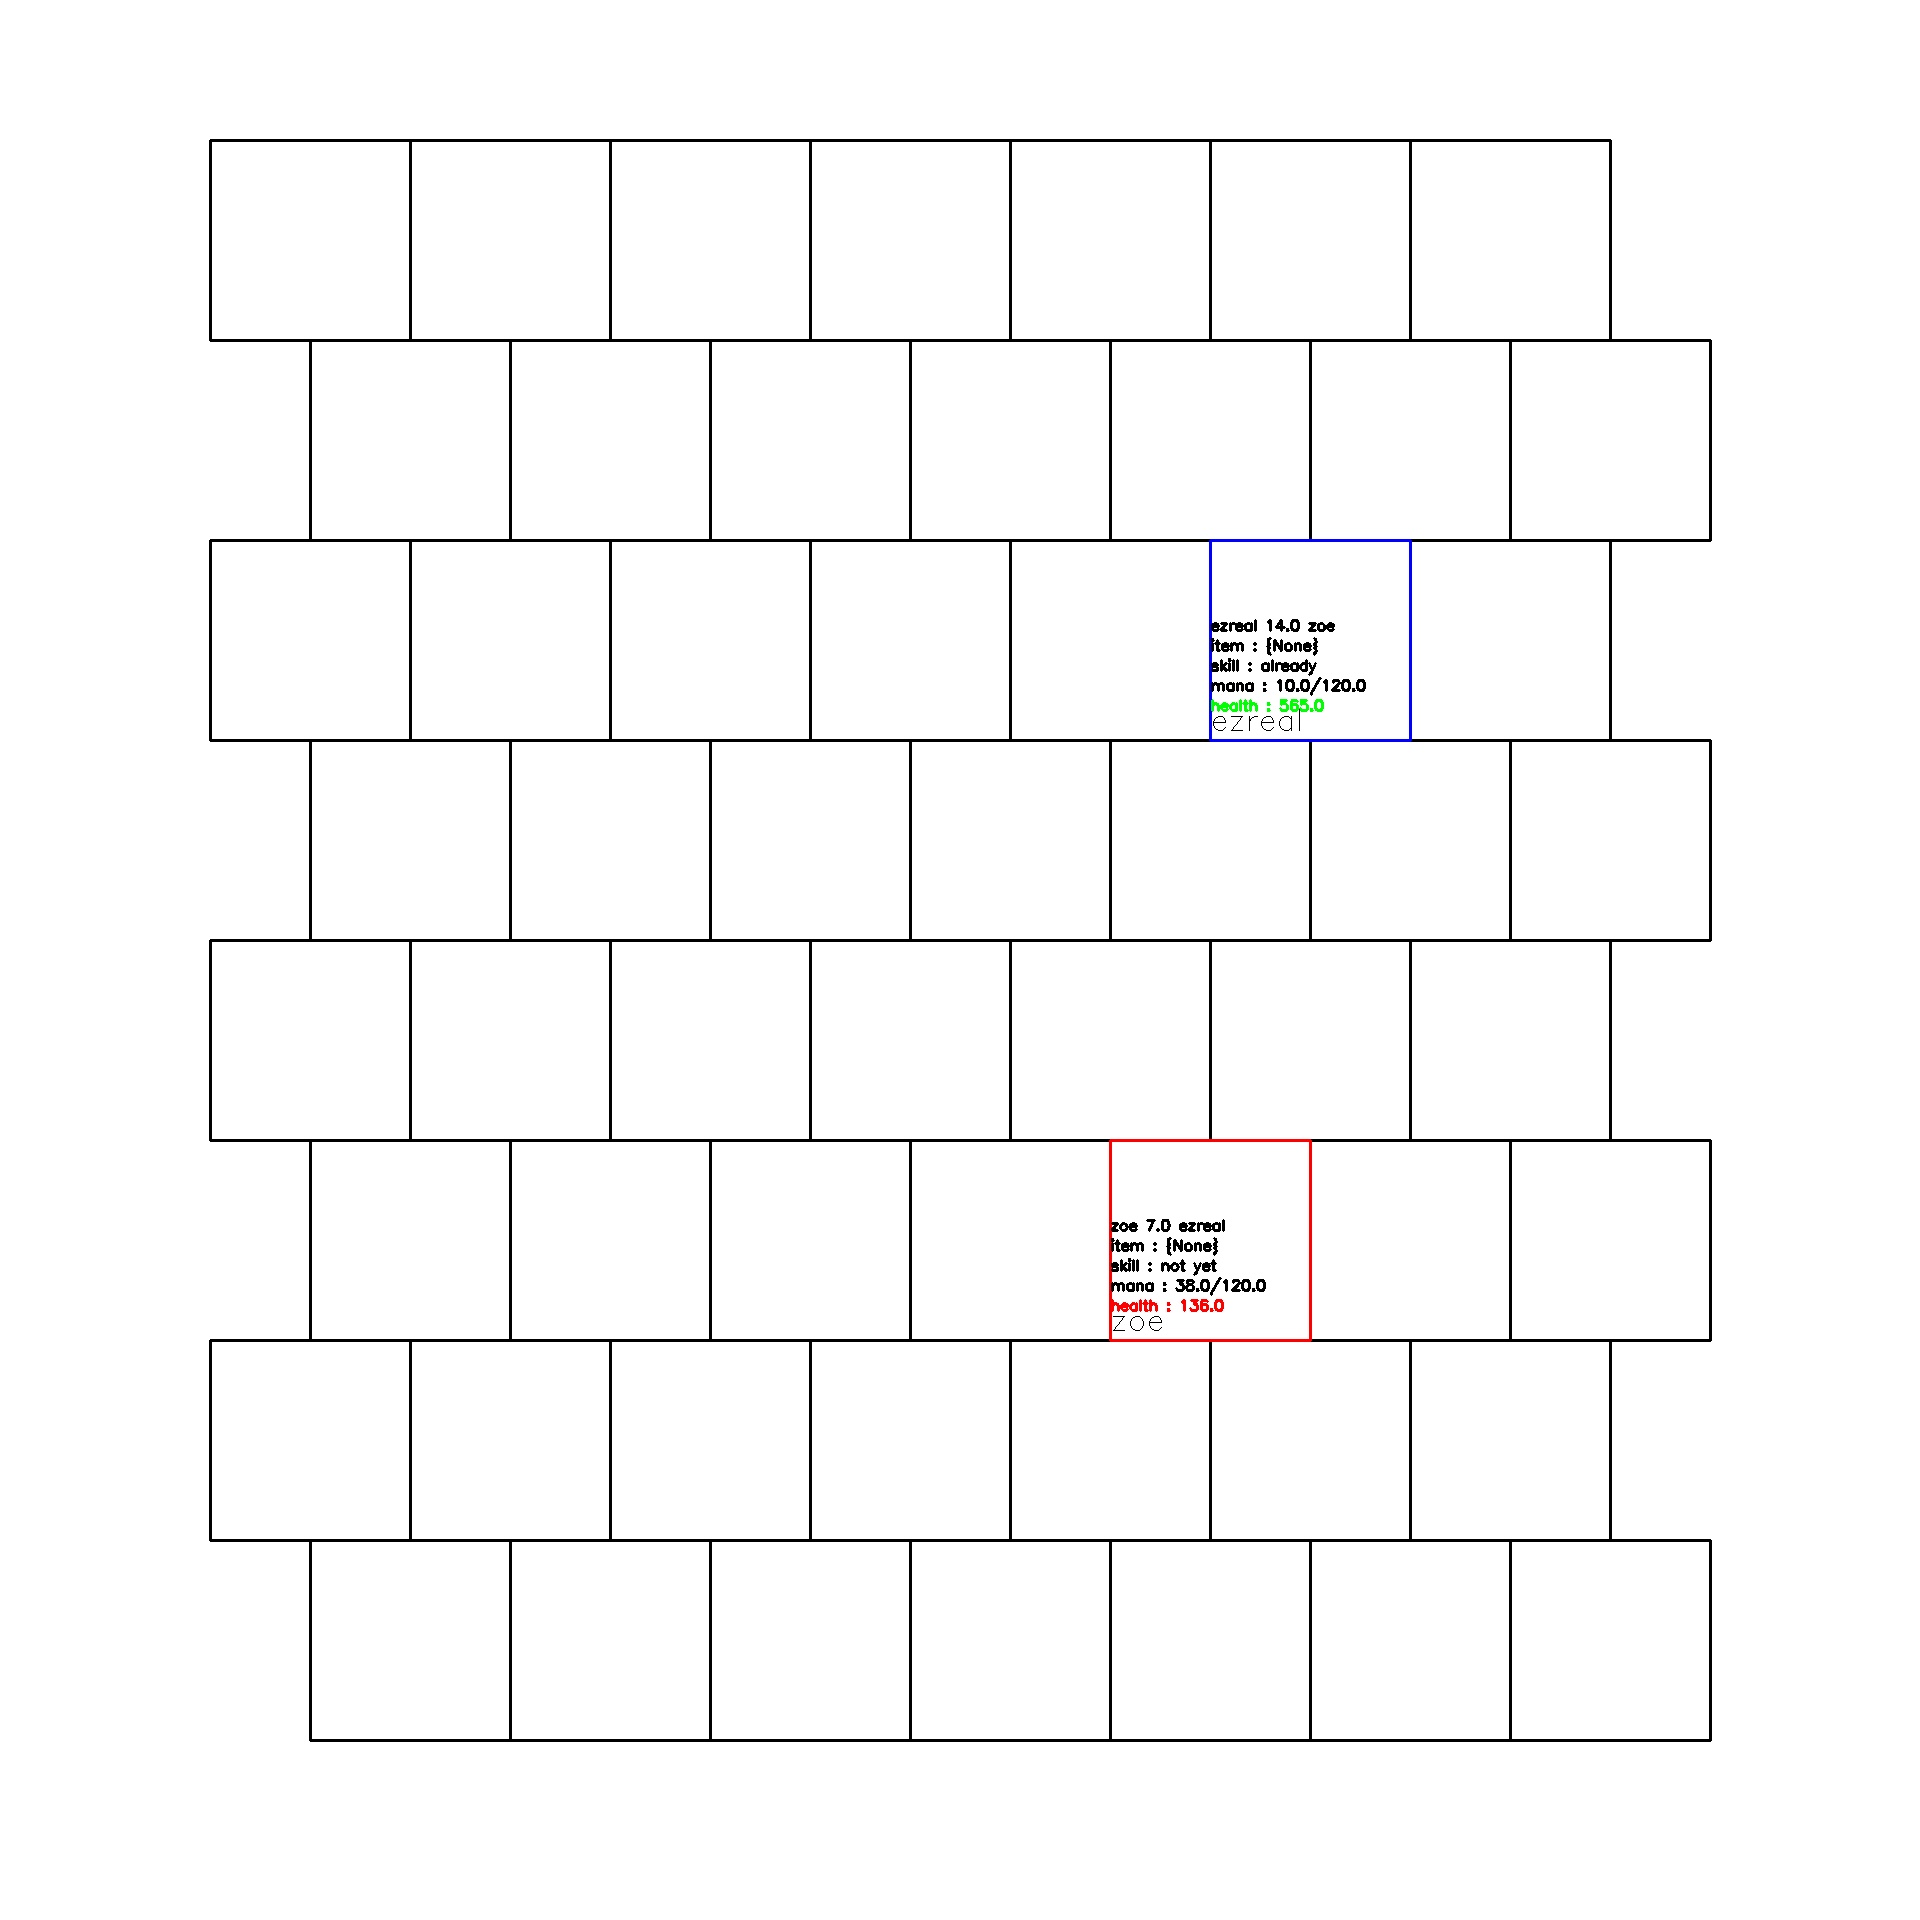 ezreal 14.0 zoe
item : {None}
skill : already
mana : 10.0/120.0
health : 565.0
ezreal
zoe 7.0 ezreal
item : {None}
skill : not yet
mana : 38.0/120.0
health : 136.0
zoe